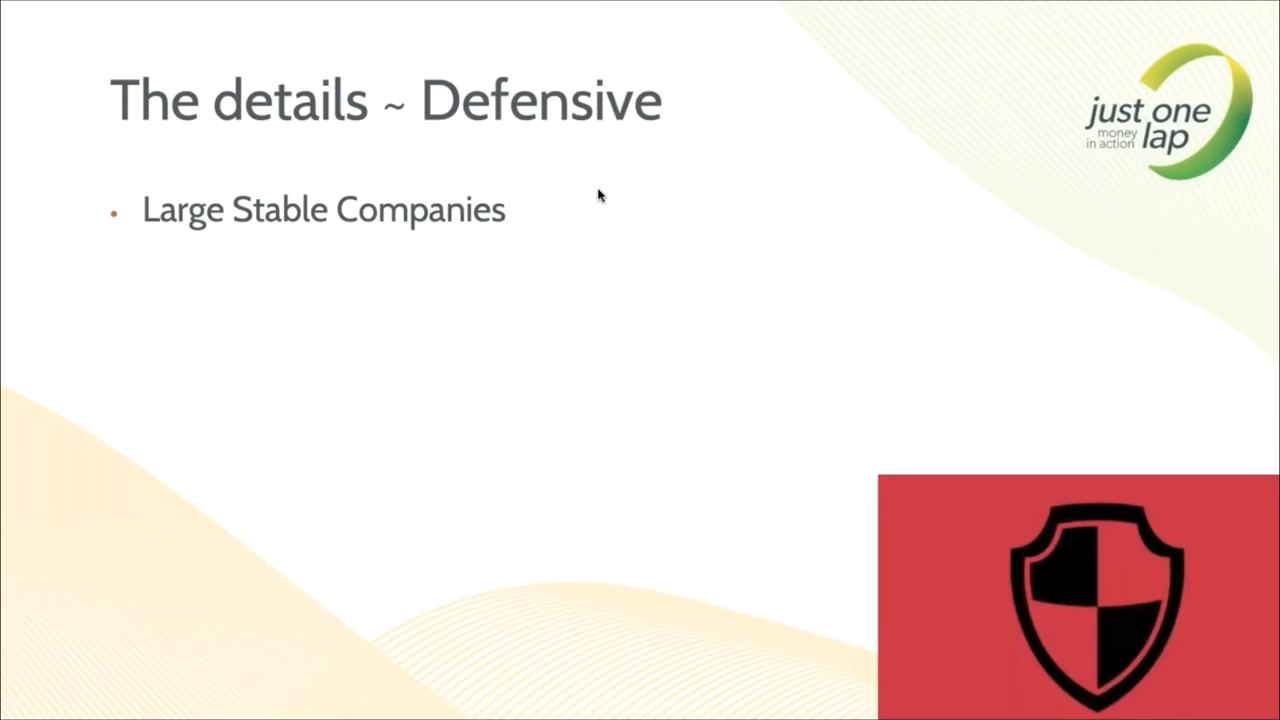 The details ~ Defensive
just one
money lap
in action
• Large Stable Companies